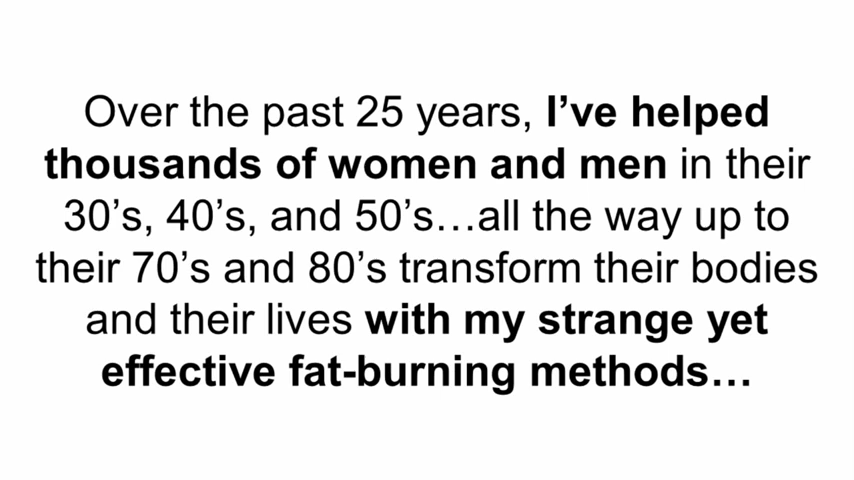 Over the past 25 years, I’ve helped
thousands of women and men in their
30’s, 40’s, and 50’s…all the way up to
their 70’s and 80’s transform their bodies
and their lives with my strange yet
effective fat-burning methods…